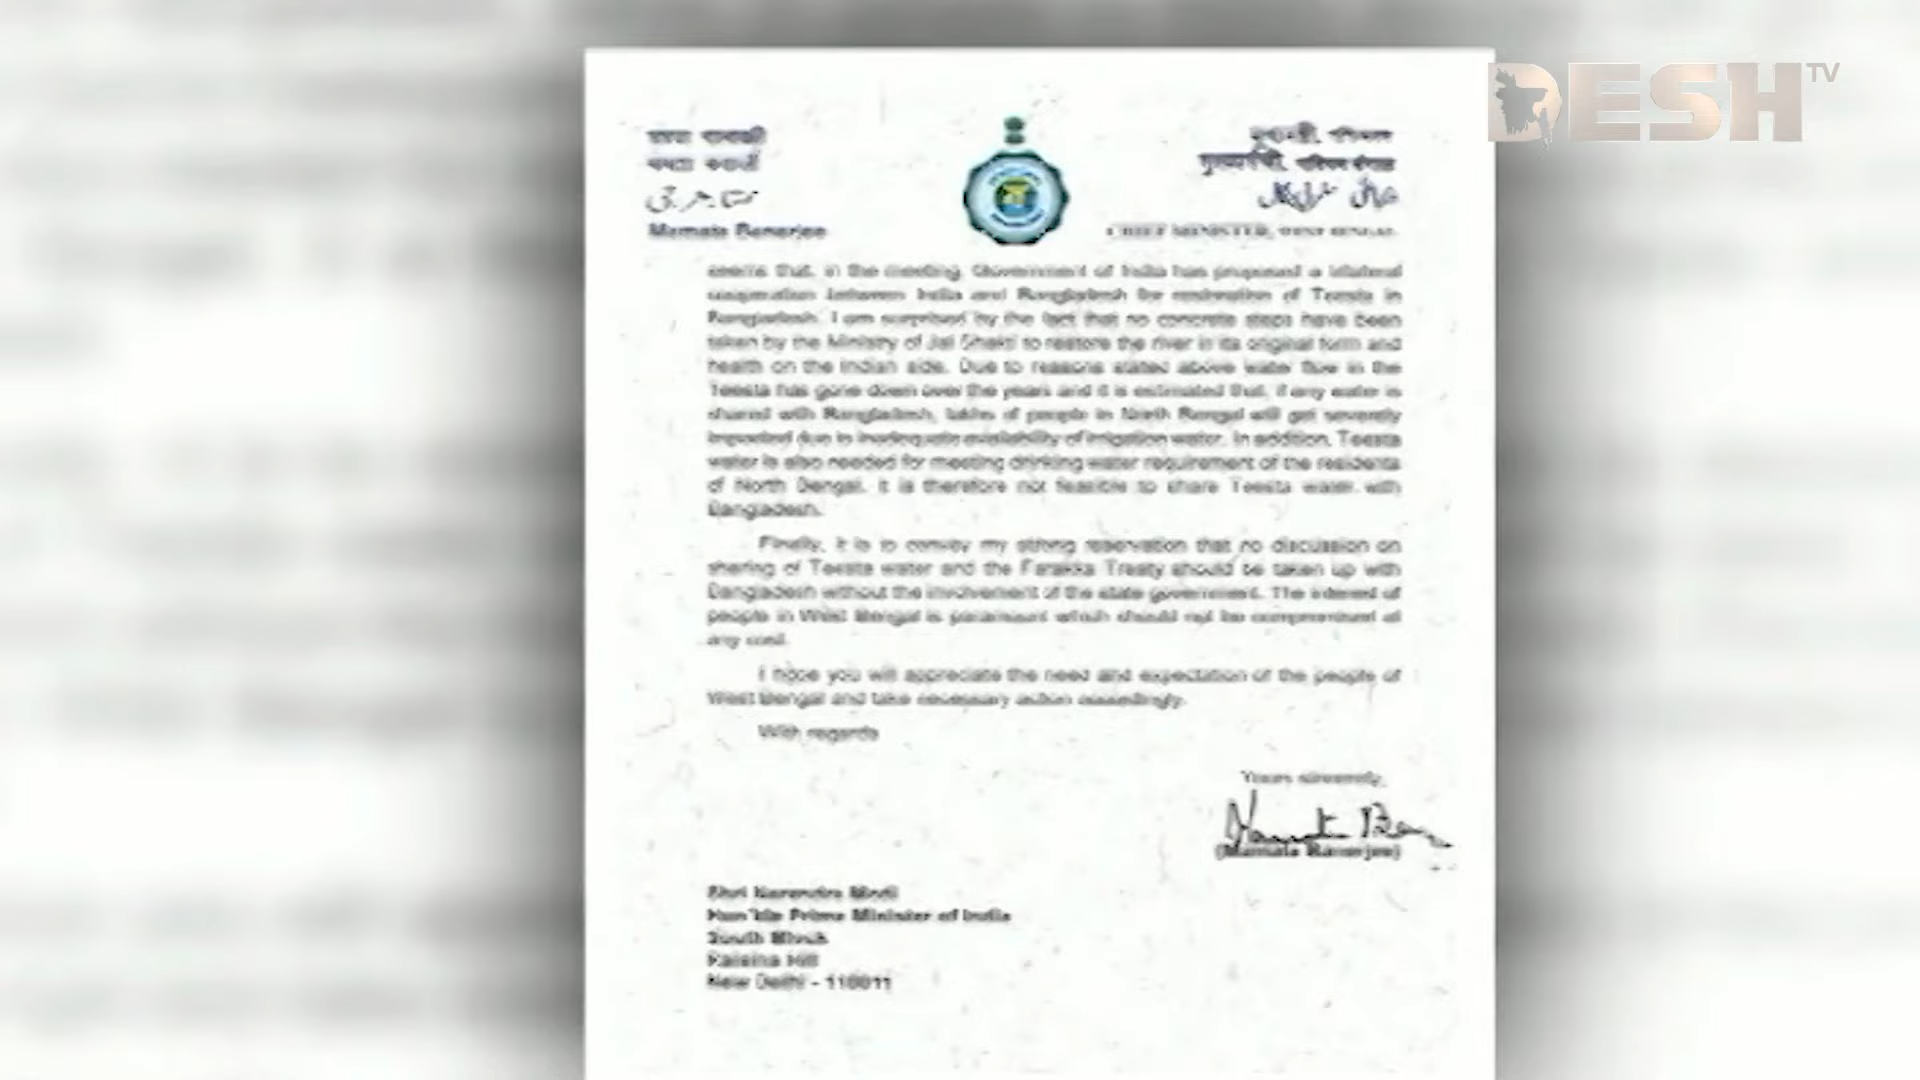 DESH TV
Mamata Banerjee
CHIEF MINISTER, WEST BENGAL
seems that, in the meeting, Government of India has proposed a bilateral
cooperation between India and Bangladesh for restoration of Teesta in
Bangladesh. I am surprised by the fact that no concrete steps have been
taken by the Ministry of Jal Shakti to restore the river in its original form and
health on the Indian side. Due to reasons stated above water flow in the
Teesta has gone down over the years and it is estimated that, if any water is
shared with Bangladesh, lakhs of people in North Bengal will get severely
impacted due to inadequate availability of irrigation water. In addition, Teesta
water is also needed for meeting drinking water requirement of the residents
of North Bengal. It is therefore not feasible to share Teesta water with
Bangladesh.
Finally, it is to convey my strong reservation that no discussion on
sharing of Teesta water and the Farakka Treaty should be taken up with
Bangladesh without the involvement of the state government. The interest of
people in West Bengal is paramount which should not be compromised at
any cost.
I hope you will appreciate the need and expectation of the people of
West Bengal and take necessary action accordingly.
With regards
Yours sincerely,
(Mamata Banerjee)
Shri Narendra Modi
Hon'ble Prime Minister of India
South Block
Raisina Hill
New Delhi - 110011